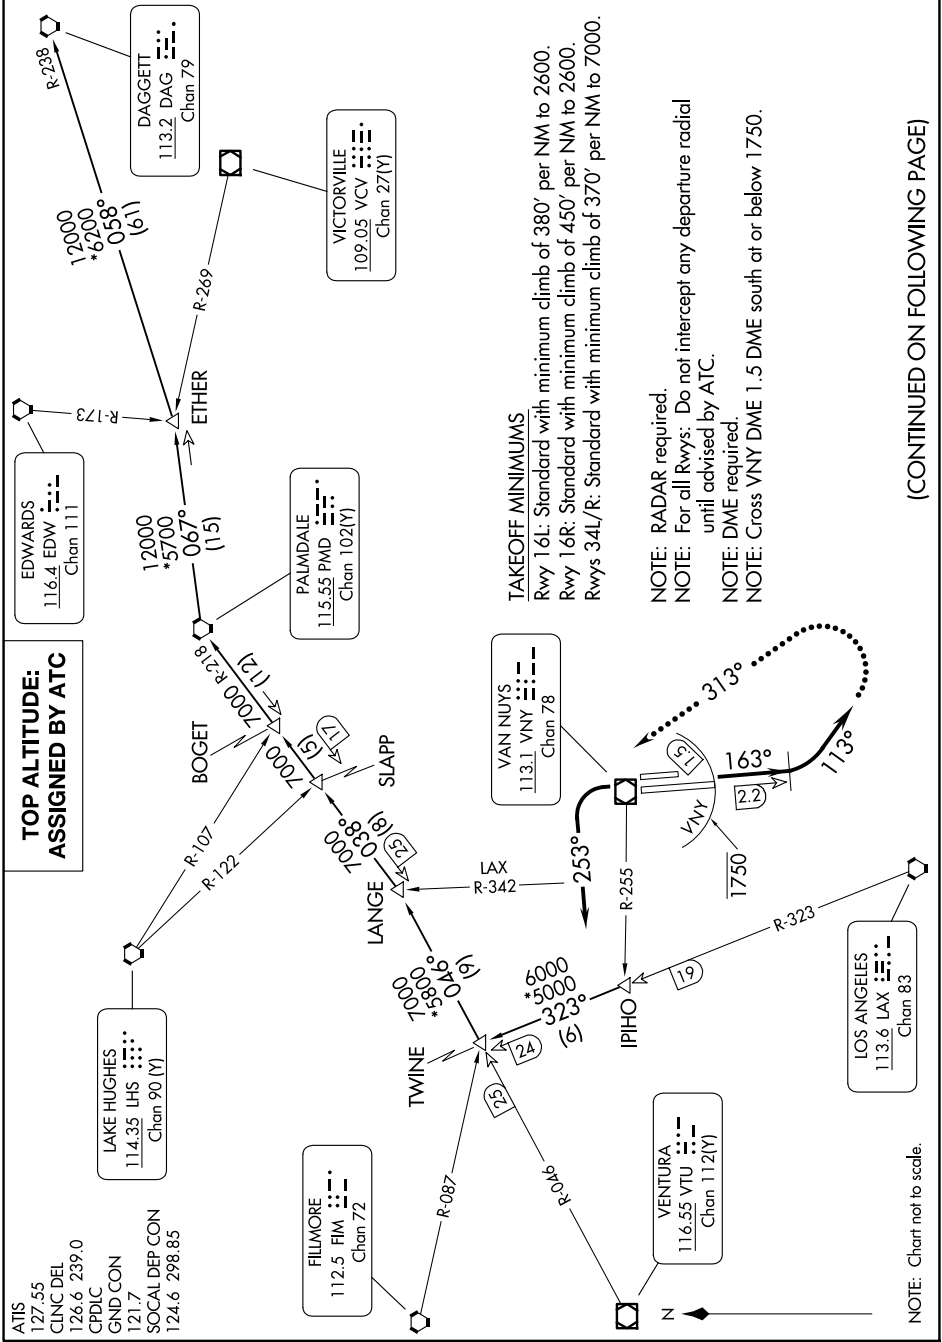 ATIS
127.55
CLNC DEL
126.6 239.0
CPDLC
GND CON
121.7
SOCAL DEP CON
124.6 298.85
TOP ALTITUDE:
ASSIGNED BY ATC
LAKE HUGHES
114.35 LHS
Chan 90 (Y)
EDWARDS
116.4 EDW
Chan 111
DAGGETT
113.2 DAG
Chan 79
VICTORVILLE
109.05 VCV
Chan 27(Y)
PALMDALE
115.55 PMD
Chan 102(Y)
FILLMORE
112.5 FIM
Chan 72
VENTURA
116.55 VTU
Chan 112(Y)
VAN NUYS
113.1 VNY
Chan 78
LOS ANGELES
113.6 LAX
Chan 83
R-238
12000
*6200
058°
(61)
R-269
R-173
ETHER
12000
*5700
067°
(15)
R-218
7000
(12)
BOGET
R-107
R-122
7000
(5)
17
SLAPP
7000
038°
(8)
25
LANGE
LAX
R-342
7000
*5800
046°
(9)
TWINE
24
25
R-087
R-046
6000
*5000
323°
(6)
IPIHO
19
R-323
R-255
253°
VNY
1.5
1750
163°
2.2
113°
313°
N
TAKEOFF MINIMUMS
Rwy 16L: Standard with minimum climb of 380' per NM to 2600.
Rwy 16R: Standard with minimum climb of 450' per NM to 2600.
Rwys 34L/R: Standard with minimum climb of 370' per NM to 7000.
NOTE: RADAR required.
NOTE: For all Rwys: Do not intercept any departure radial
until advised by ATC.
NOTE: DME required.
NOTE: Cross VNY DME 1.5 DME south at or below 1750.
NOTE: Chart not to scale.
(CONTINUED ON FOLLOWING PAGE)